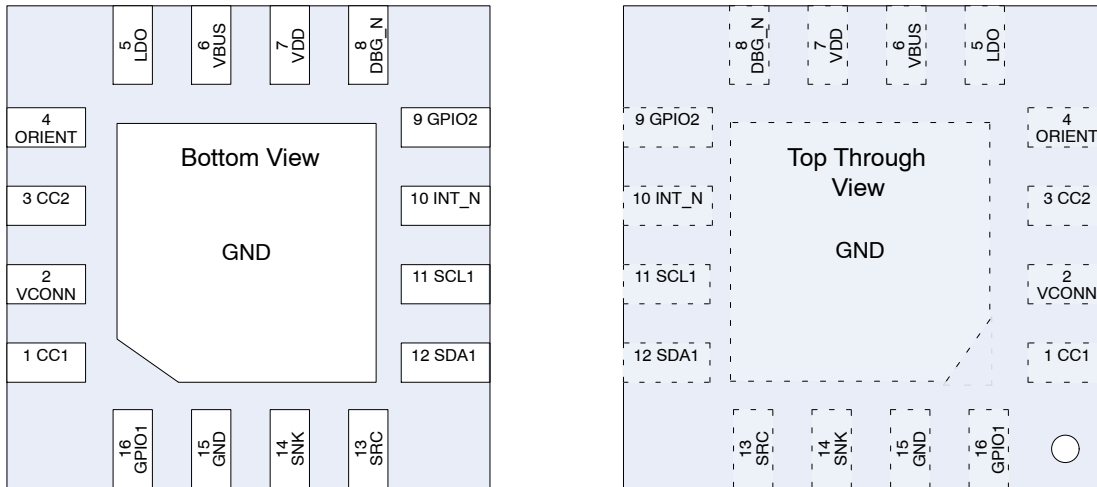 5
LDO
6
VBUS
7
VDD
8
DBG_N
4
ORIENT
3 CC2
2
VCONN
1 CC1
Bottom View
GND
9 GPIO2
10 INT_N
11 SCL1
12 SDA1
16
GPIO1
15
GND
14
SNK
13
SRC
8
DBG_N
7
VDD
6
VBUS
5
LDO
9 GPIO2
10 INT_N
11 SCL1
12 SDA1
Top Through
View
GND
4
ORIENT
3 CC2
2
VCONN
1 CC1
13
SRC
14
SNK
15
GND
16
GPIO1